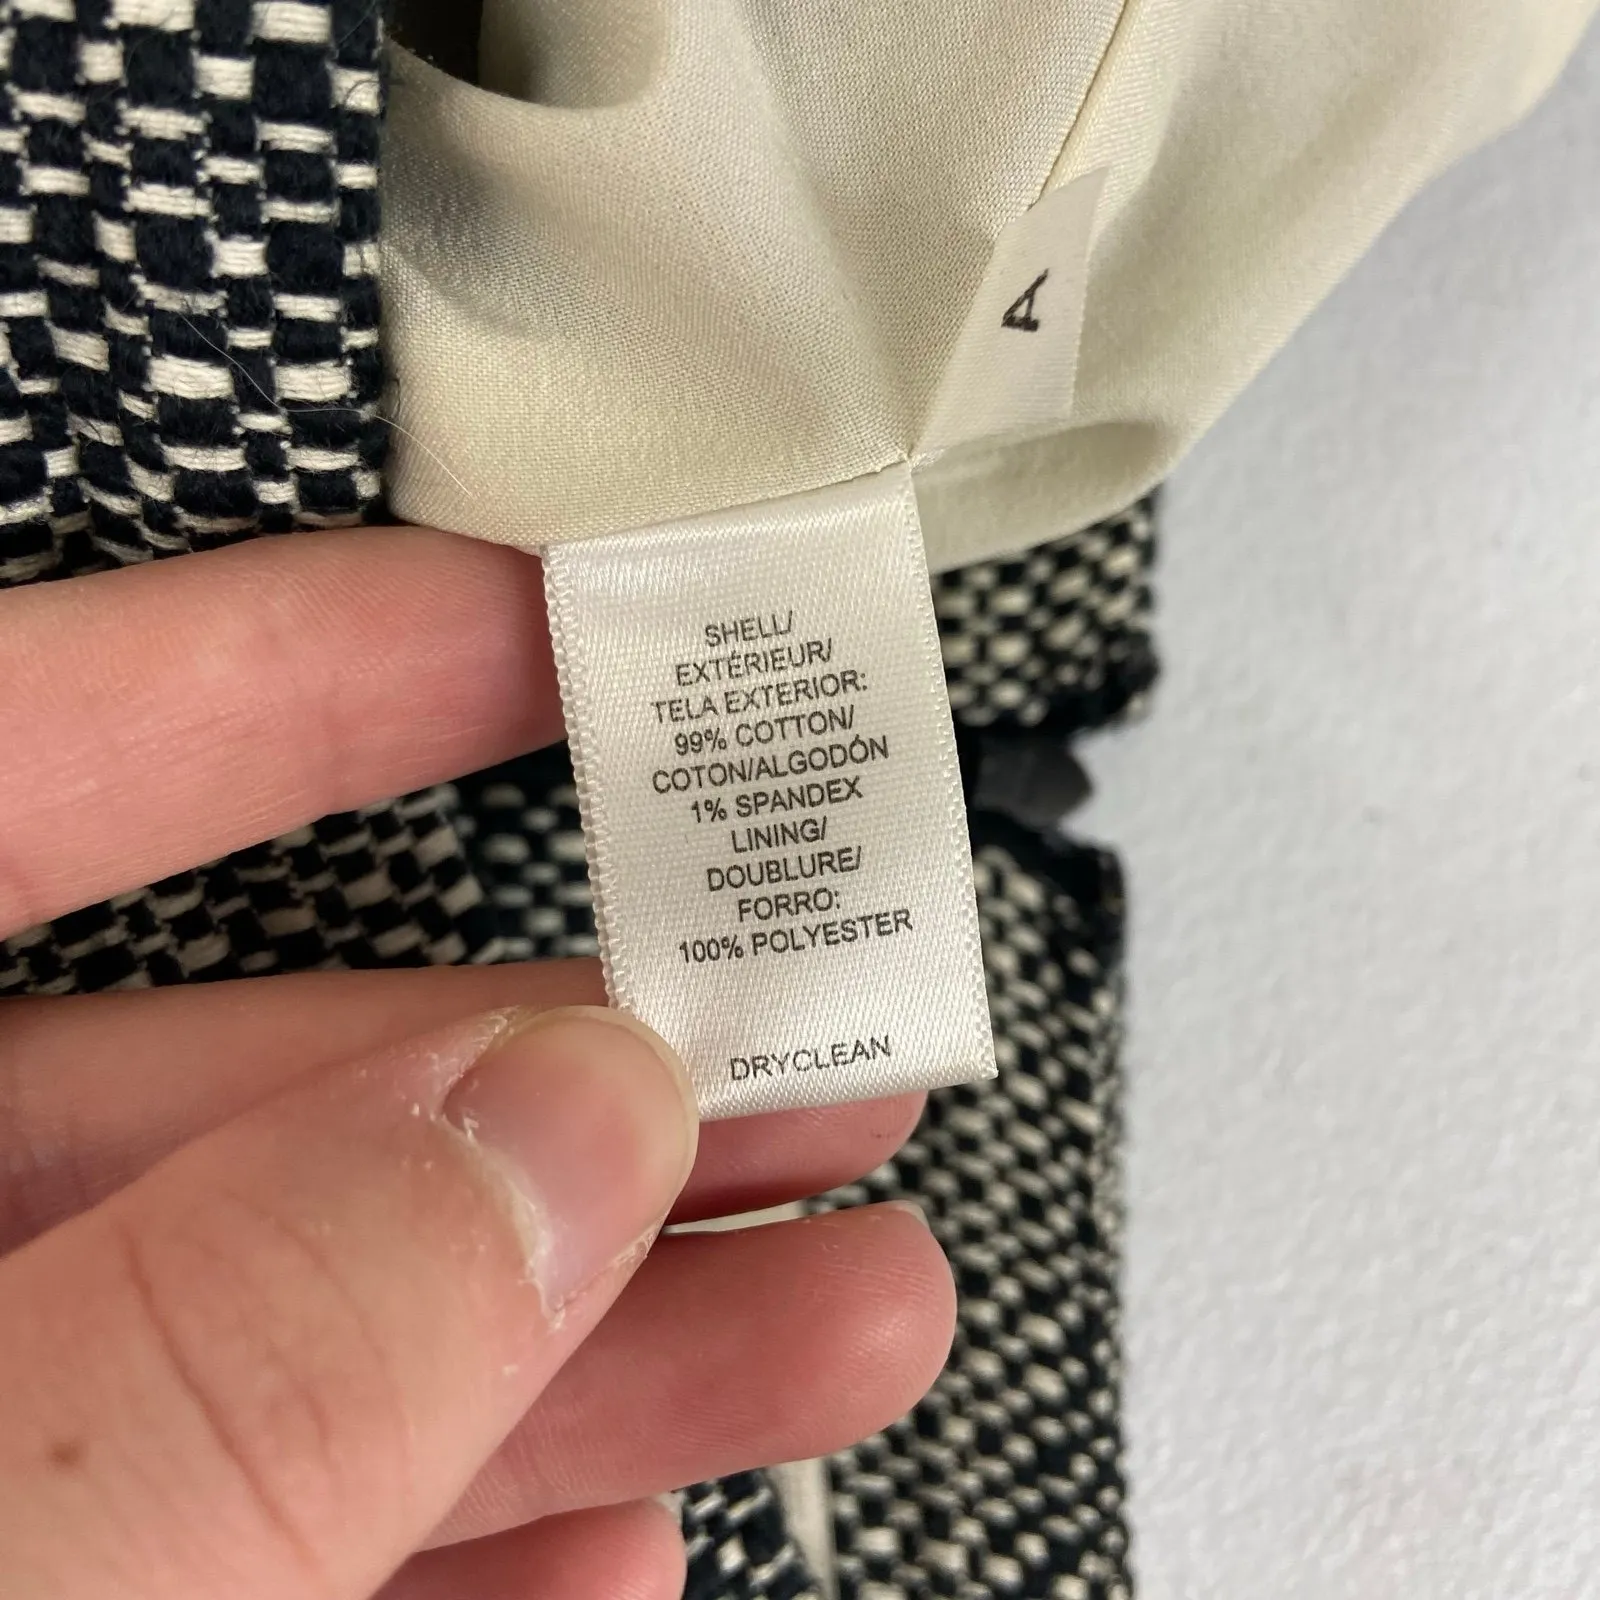 A
SHELL/
EXTÉRIEUR/
TELA EXTERIOR:
99% COTTON/
COTON/ALGODÓN
1% SPANDEX
LINING/
DOUBLURE/
FORRO:
100% POLYESTER
DRYCLEAN